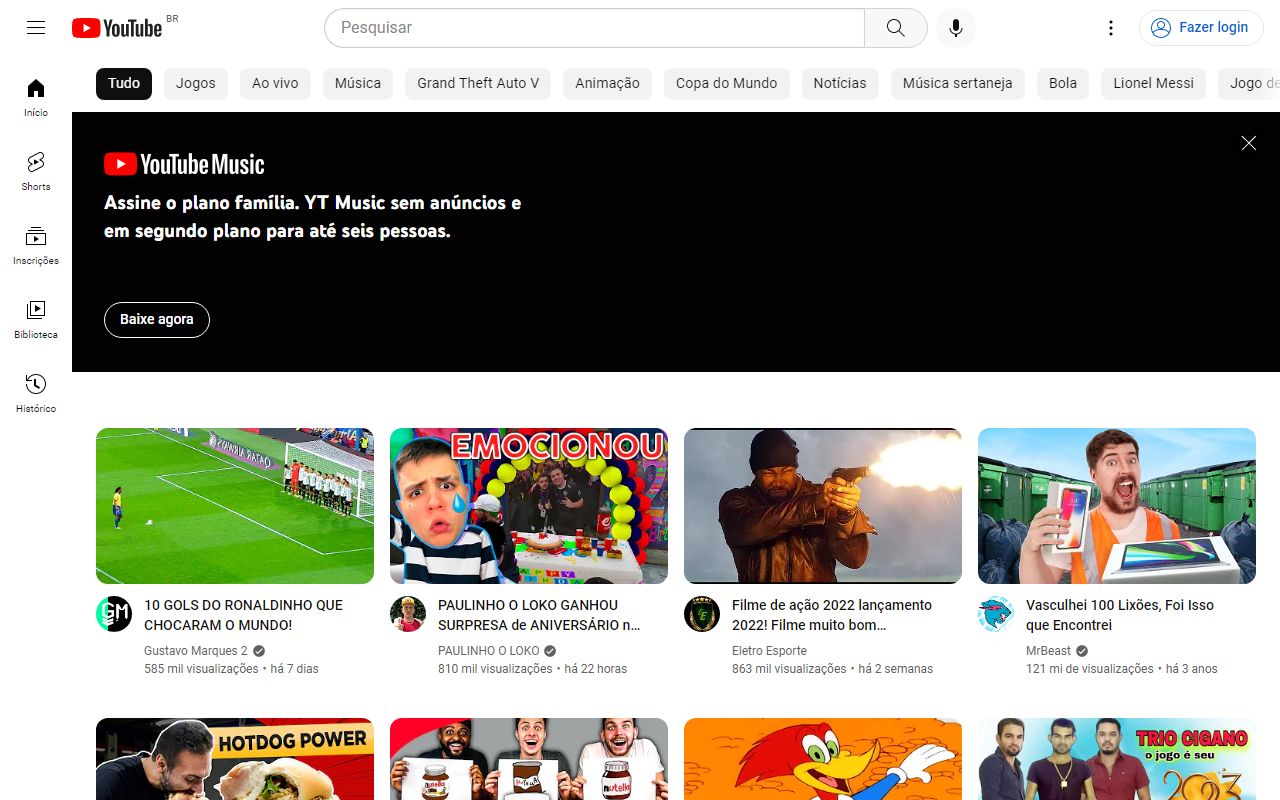 YouTube BR
Pesquisar
Fazer login
Tudo
Jogos
Ao vivo
Música
Grand Theft Auto V
Animação
Copa do Mundo
Notícias
Música sertaneja
Bola
Lionel Messi
Jogo de
Início
Shorts
Inscrições
Biblioteca
Histórico
YouTube Music
Assine o plano família. YT Music sem anúncios e
em segundo plano para até seis pessoas.
Baixe agora
EMOCIONOU
GM
10 GOLS DO RONALDINHO QUE
CHOCARAM O MUNDO!
Gustavo Marques 2
585 mil visualizações • há 7 dias
PAULINHO O LOKO GANHOU
SURPRESA de ANIVERSÁRIO n…
PAULINHO O LOKO
810 mil visualizações • há 22 horas
Filme de ação 2022 lançamento
2022! Filme muito bom…
Eletro Esporte
863 mil visualizações • há 2 semanas
Vasculhei 100 Lixões, Foi Isso
que Encontrei
MrBeast
121 mi de visualizações • há 3 anos
HOTDOG POWER
nutella
NUTELLA
nutella
TRIO CIGANO
o jogo é seu
2023